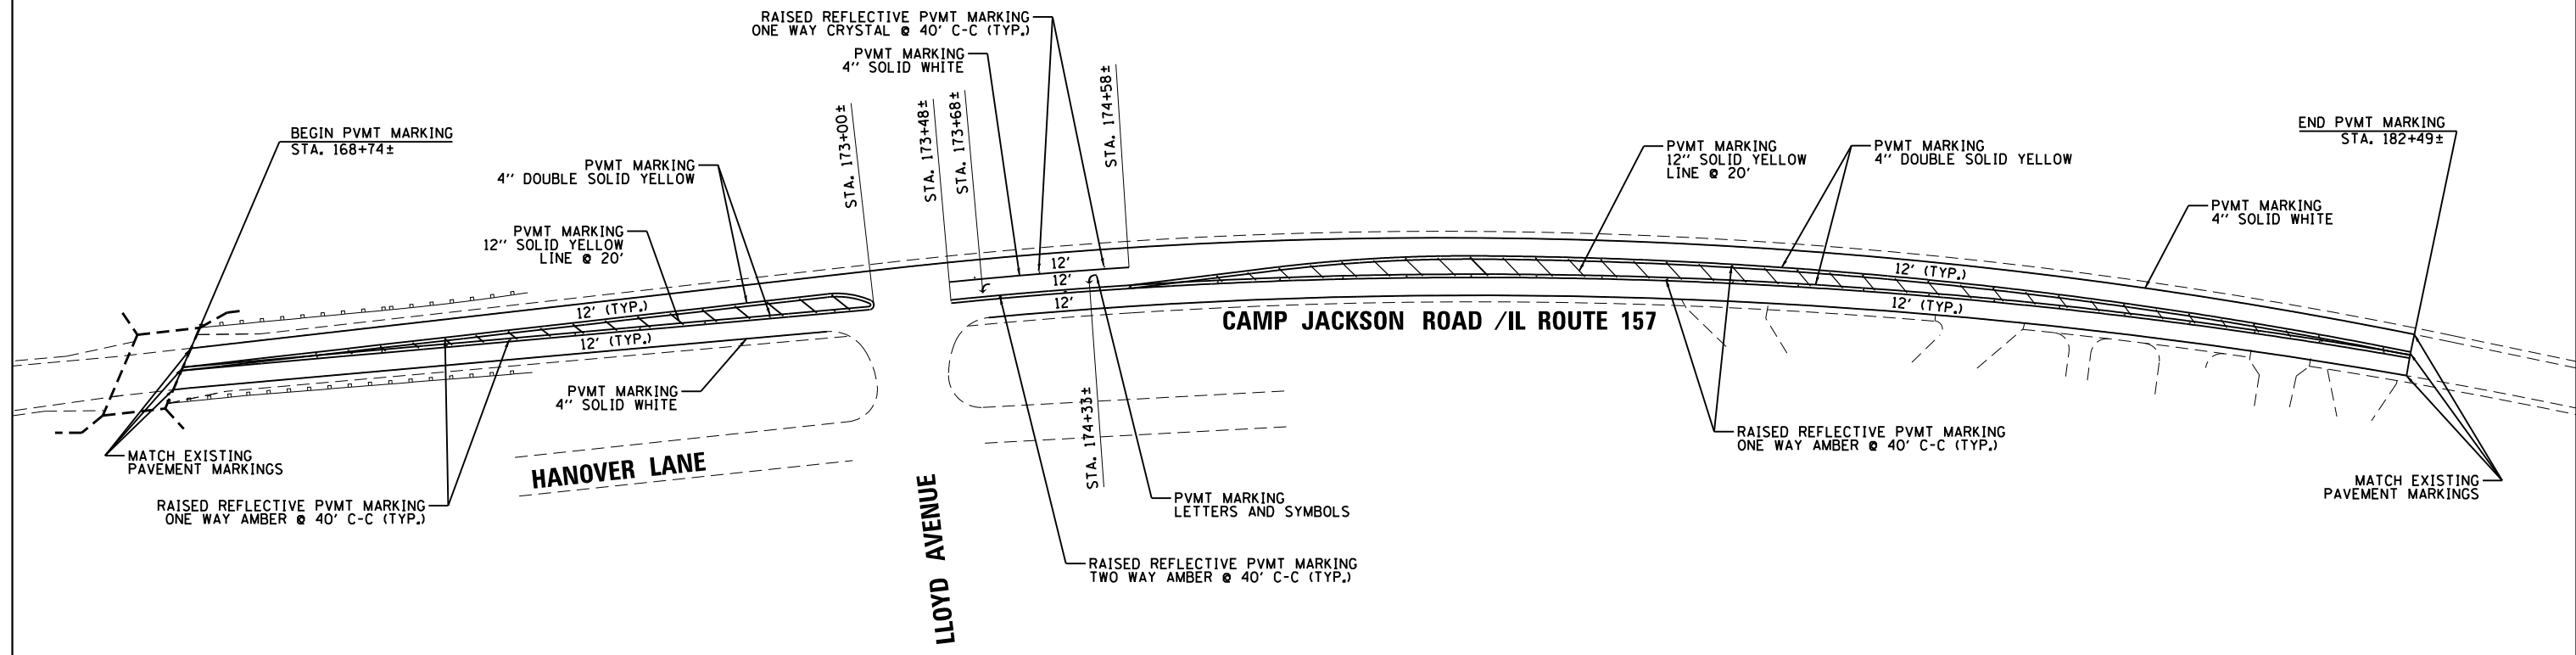 RAISED REFLECTIVE PVMT MARKING
ONE WAY CRYSTAL @ 40' C-C (TYP.)
PVMT MARKING
4'' SOLID WHITE
BEGIN PVMT MARKING
STA. 168+74±
PVMT MARKING
4'' DOUBLE SOLID YELLOW
PVMT MARKING
12'' SOLID YELLOW
LINE @ 20'
STA. 173+00±
STA. 173+48±
STA. 173+68±
STA. 174+58±
PVMT MARKING
12'' SOLID YELLOW
LINE @ 20'
PVMT MARKING
4'' DOUBLE SOLID YELLOW
END PVMT MARKING
STA. 182+49±
PVMT MARKING
4'' SOLID WHITE
12' (TYP.)
12' (TYP.)
12'
12'
12'
12' (TYP.)
12' (TYP.)
CAMP JACKSON ROAD /IL ROUTE 157
PVMT MARKING
4'' SOLID WHITE
MATCH EXISTING
PAVEMENT MARKINGS
HANOVER LANE
RAISED REFLECTIVE PVMT MARKING
ONE WAY AMBER @ 40' C-C (TYP.)
LLOYD AVENUE
STA. 174+33±
PVMT MARKING
LETTERS AND SYMBOLS
RAISED REFLECTIVE PVMT MARKING
TWO WAY AMBER @ 40' C-C (TYP.)
RAISED REFLECTIVE PVMT MARKING
ONE WAY AMBER @ 40' C-C (TYP.)
MATCH EXISTING
PAVEMENT MARKINGS